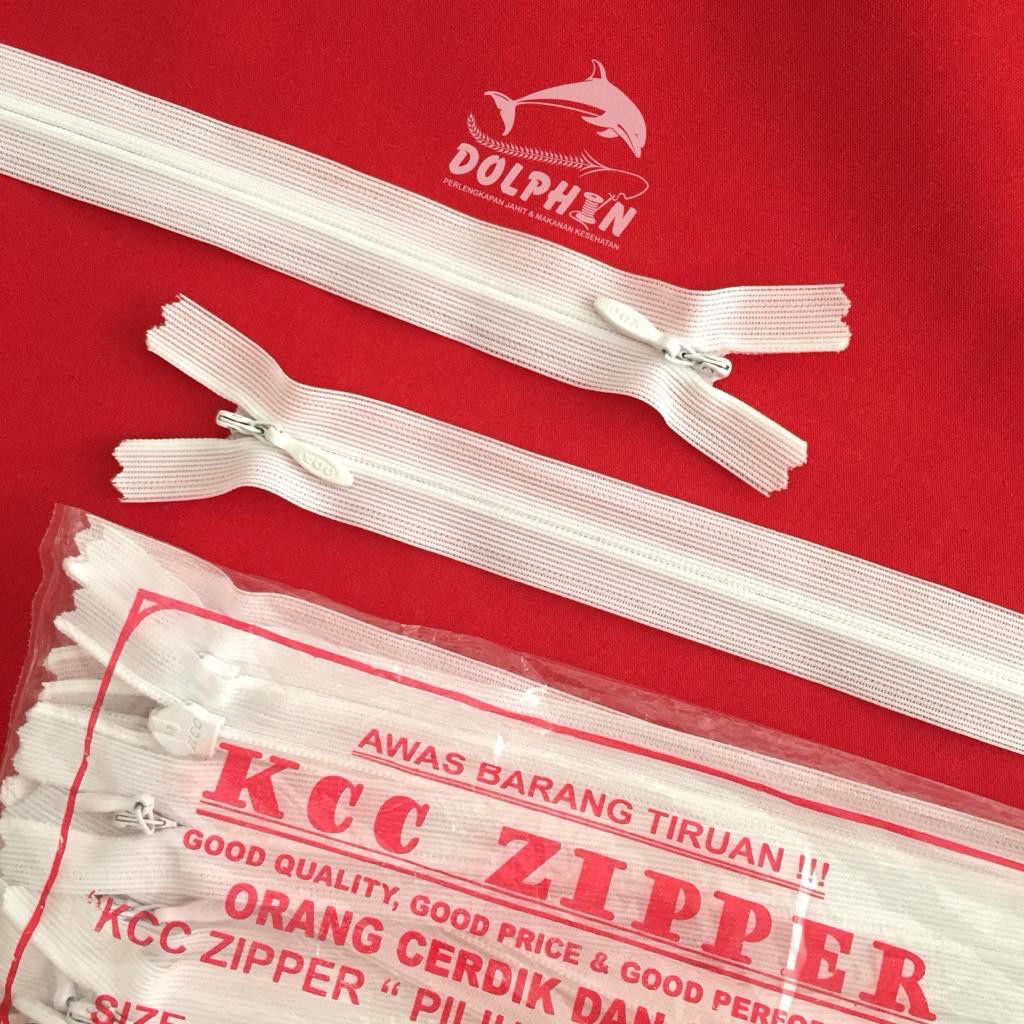 DOLPHIN
PERLENGKAPAN JAHIT & MAKANAN KESEHATAN
AWAS BARANG TIRUAN !!!
KCC ZIPPER
GOOD QUALITY, GOOD PRICE & GOOD
ORANG CERDIK DAN
"KCC ZIPPER "
SIZE